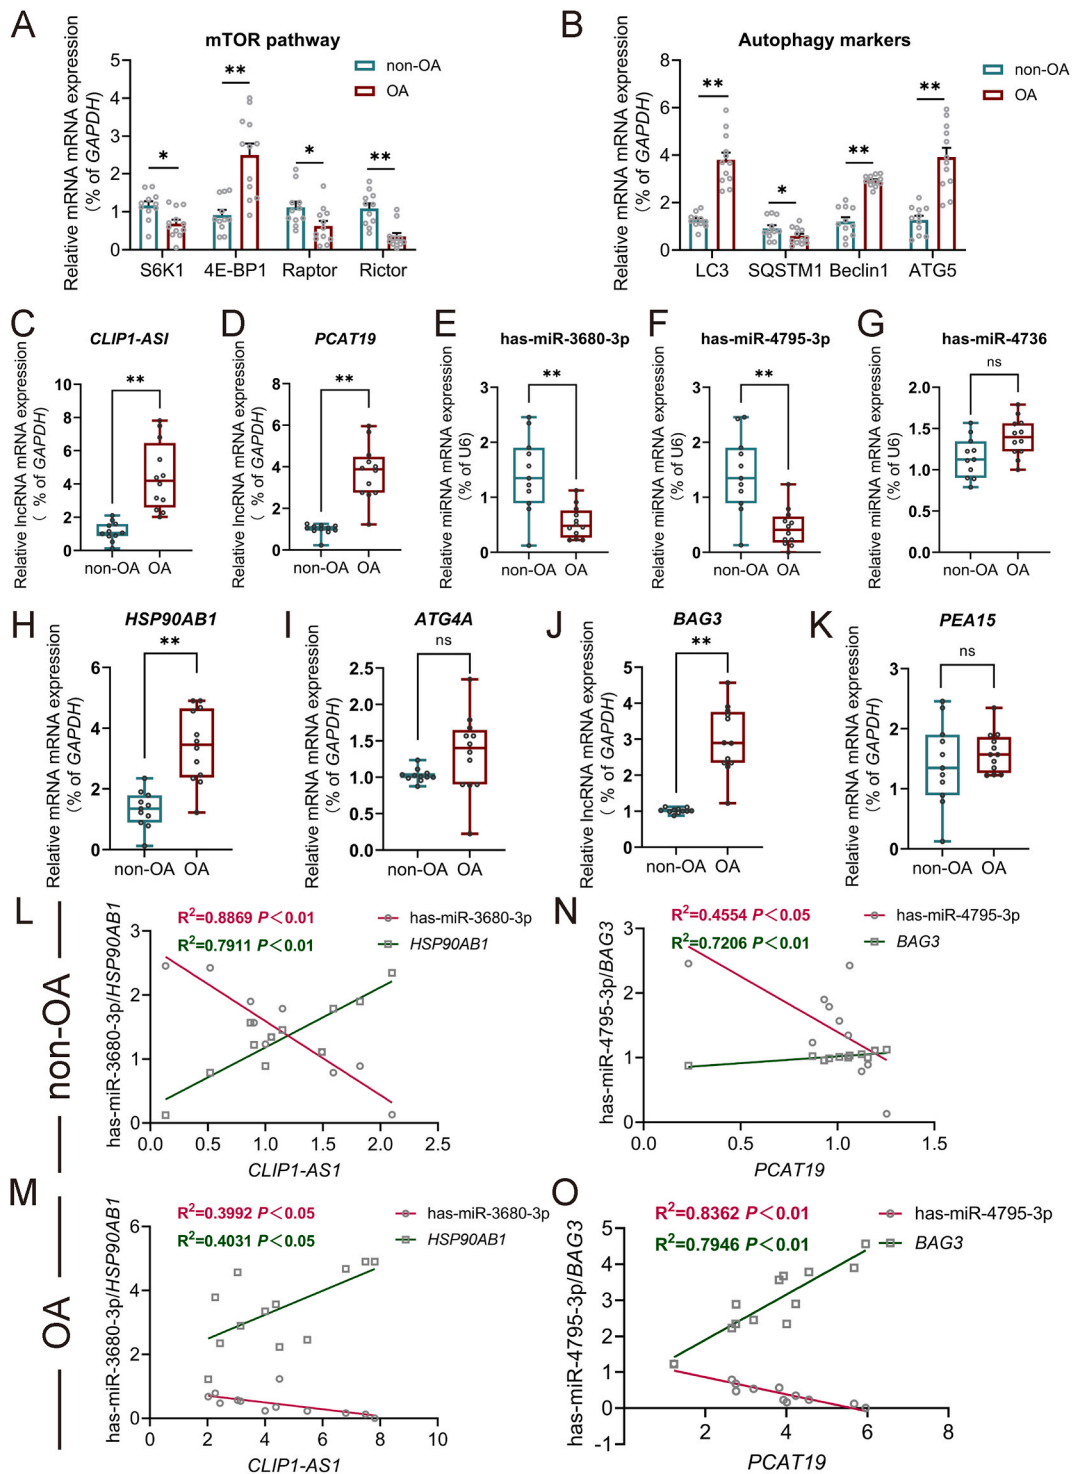 A
mTOR pathway
Relative mRNA mRNA expression
(% of GAPDH)
5
4
3
2
1
0
** 
* 
* 
**
non-OA
OA
S6K1 4E-BP1 Raptor Rictor
B
Autophagy markers
Relative mRNA mRNA expression
(% of GAPDH)
8
6
4
2
0
**
*
**
**
non-OA
OA
LC3 SQSTM1 Beclin1 ATG5
C
CLIP1-ASI
Relative lncRNA mRNA expression
( % of GAPDH)
10
8
6
4
2
0
**
non-OA OA
D
PCAT19
Relative lncRNA mRNA expression
( % of GAPDH)
8
6
4
2
0
**
non-OA OA
E
has-miR-3680-3p
Relative miRNA mRNA expression
(% of U6)
3
2
1
0
**
non-OA OA
F
has-miR-4795-3p
Relative miRNA mRNA expression
(% of U6)
3
2
1
0
**
non-OA OA
G
has-miR-4736
Relative miRNA mRNA expression
(% of U6)
2.0
1.5
1.0
0.5
0.0
ns
non-OA OA
H
HSP90AB1
Relative mRNA mRNA expression
(% of GAPDH)
6
4
2
0
**
non-OA OA
I
ATG4A
Relative mRNA mRNA expression
(% of GAPDH)
2.5
2.0
1.5
1.0
0.5
0.0
ns
non-OA OA
J
BAG3
Relative lncRNA mRNA expression
( % of GAPDH)
5
4
3
2
1
0
**
non-OA OA
K
PEA15
Relative mRNA mRNA expression
(% of GAPDH)
3
2
1
0
ns
non-OA OA
non-OA
L
R²=0.8869 P＜0.01
R²=0.7911 P＜0.01
has-miR-3680-3p
HSP90AB1
has-miR-3680-3p/HSP90AB1
3
2
1
0
0.0 0.5 1.0 1.5 2.0 2.5
CLIP1-AS1
N
R²=0.4554 P＜0.05
R²=0.7206 P＜0.01
has-miR-4795-3p
BAG3
has-miR-4795-3p/BAG3
3
2
1
0
0.0 0.5 1.0 1.5
PCAT19
OA
M
R²=0.3992 P＜0.05
R²=0.4031 P＜0.05
has-miR-3680-3p
HSP90AB1
has-miR-3680-3p/HSP90AB1
6
4
2
0
0 2 4 6 8 10
CLIP1-AS1
O
R²=0.8362 P＜0.01
R²=0.7946 P＜0.01
has-miR-4795-3p
BAG3
has-miR-4795-3p/BAG3
5
4
3
2
1
0
-1
2 4 6 8
PCAT19